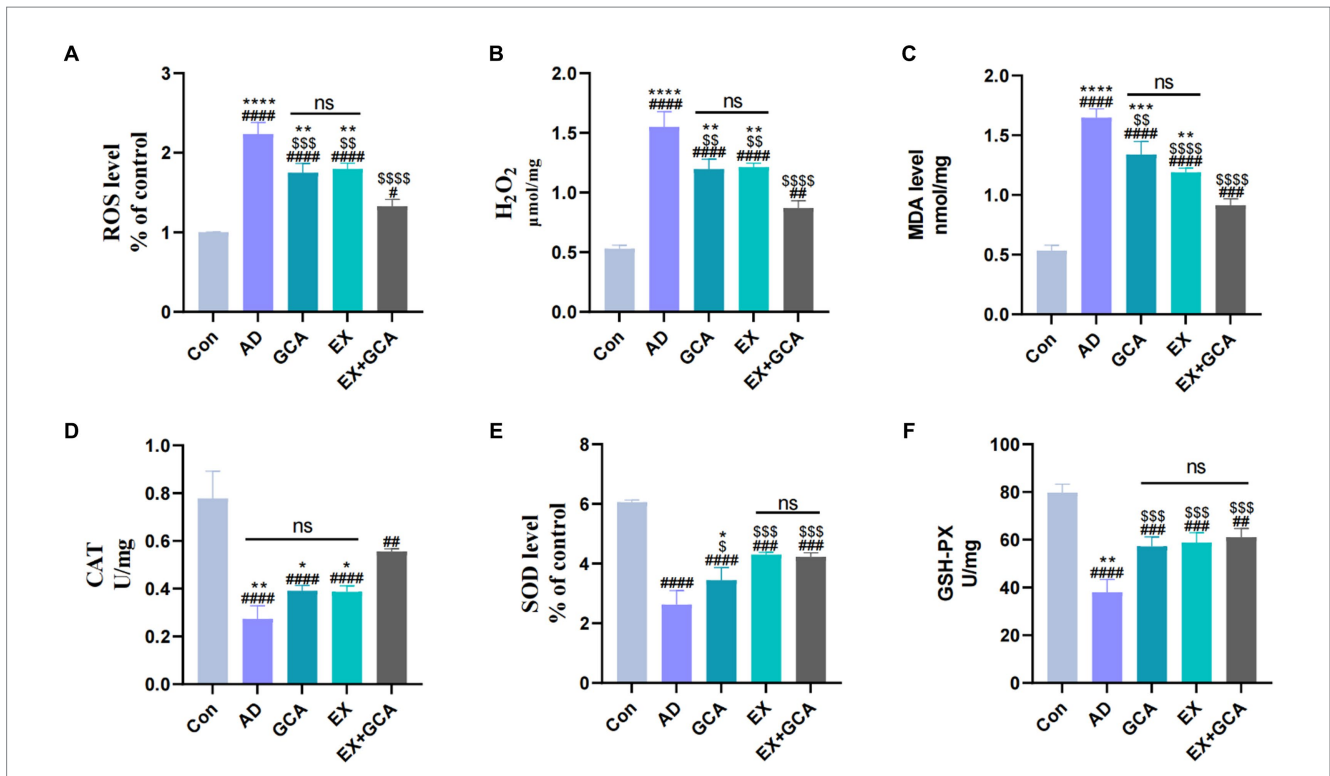 A
ROS level
% of control
3
2
1
0
****
####
ns
**
$$$
####
**
$$
####
$$$$
#
Con
AD
GCA
EX
EX+GCA
B
H2O2
μmol/mg
2.0
1.5
1.0
0.5
0.0
****
####
ns
**
$$
####
**
$$
####
$$$$
##
Con
AD
GCA
EX
EX+GCA
C
MDA level
nmol/mg
2.0
1.5
1.0
0.5
0.0
****
####
ns
***
$$
####
**
$$$$
####
$$$$
###
Con
AD
GCA
EX
EX+GCA
D
CAT
U/mg
1.0
0.8
0.6
0.4
0.2
0.0
ns
**
####
*
####
*
####
##
Con
AD
GCA
EX
EX+GCA
E
SOD level
% of control
8
6
4
2
0
####
*
$
####
ns
$$$
###
$$$
###
Con
AD
GCA
EX
EX+GCA
F
GSH-PX
U/mg
100
80
60
40
20
0
**
####
ns
$$$
###
$$$
###
$$$
##
Con
AD
GCA
EX
EX+GCA